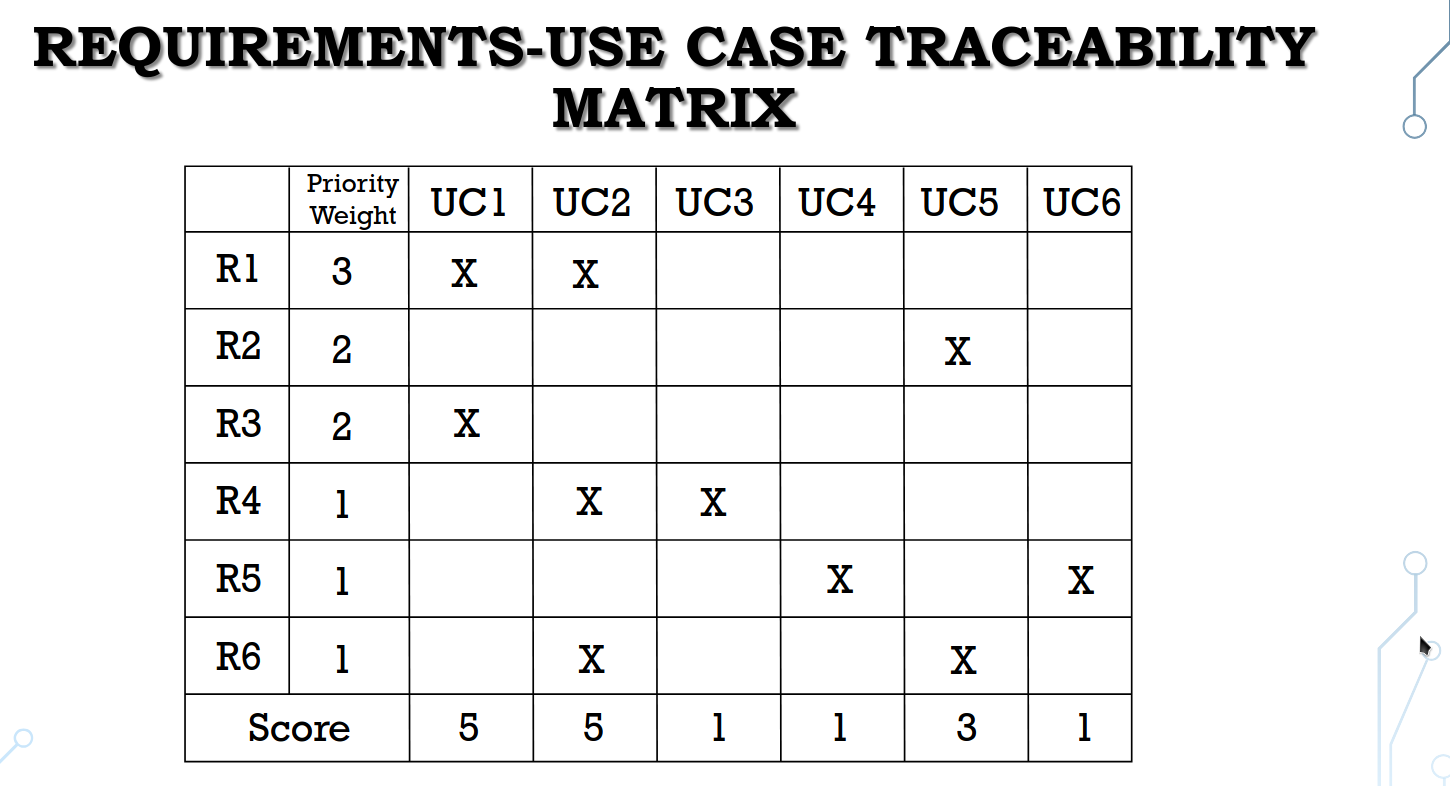 REQUIREMENTS-USE CASE TRACEABILITY
MATRIX
Priority Weight UC1 UC2 UC3 UC4 UC5 UC6
R1 3 X X
R2 2 X
R3 2 X
R4 1 X X
R5 1 X X
R6 1 X X
Score 5 5 1 1 3 1